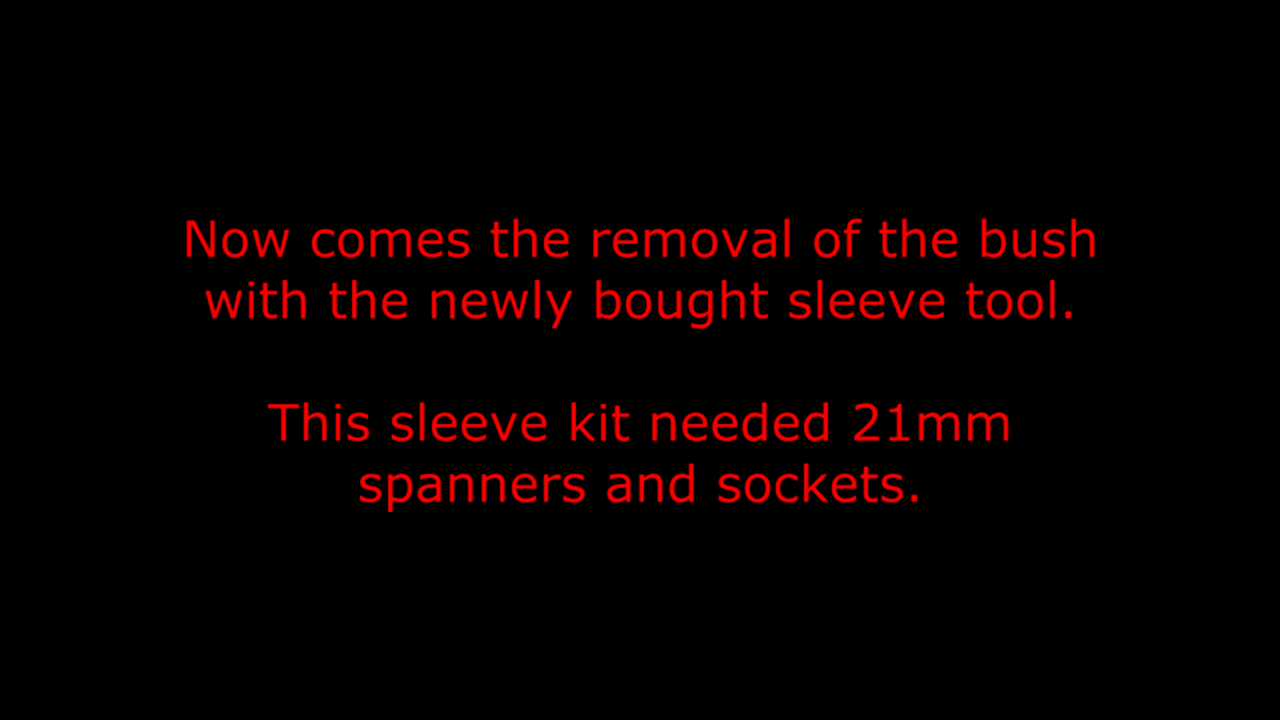 Now comes the removal of the bush
with the newly bought sleeve tool.
This sleeve kit needed 21mm
spanners and sockets.